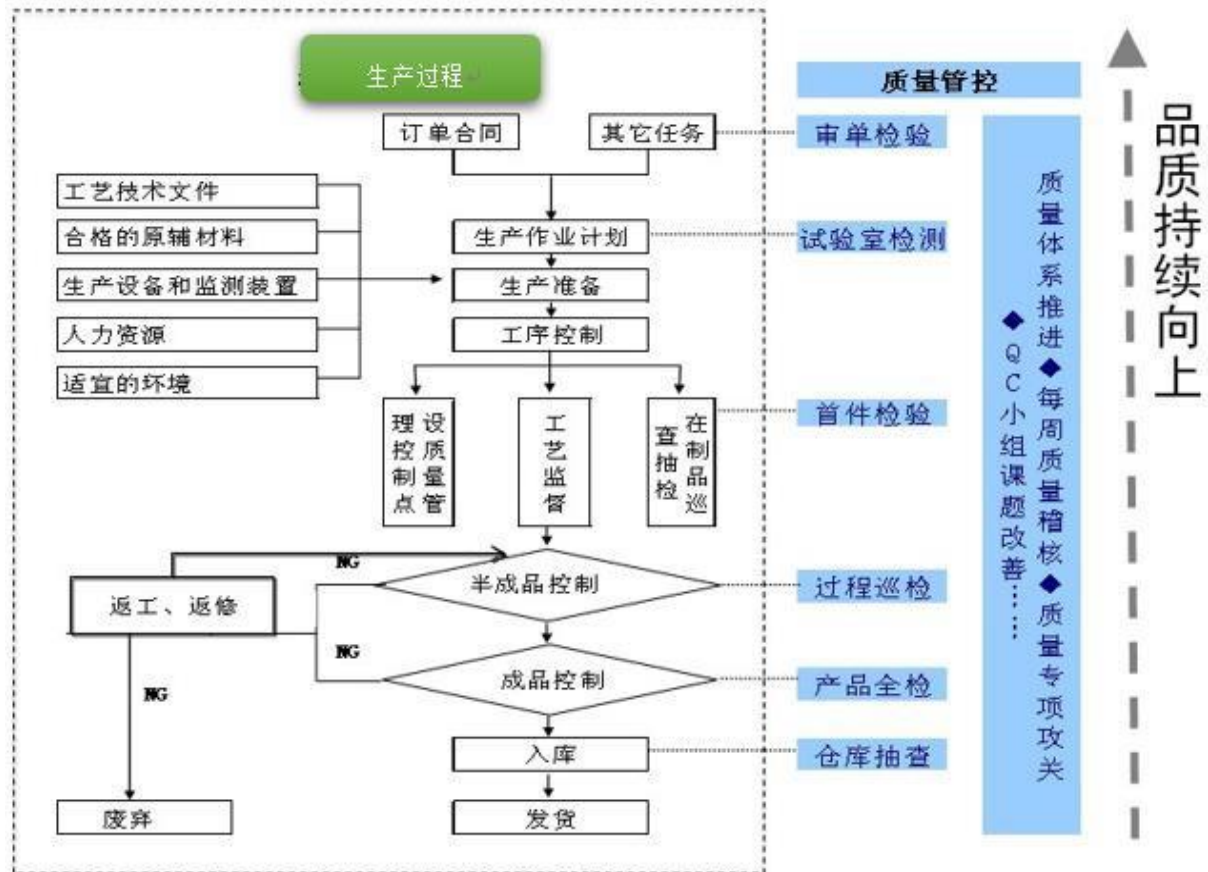 生产过程
质量管控
订单合同
其它任务
审单检验
工艺技术文件
合格的原辅材料
生产设备和监测装置
人力资源
适宜的环境
生产作业计划
试验室检测
生产准备
工序控制
设质量管
理控制点
工艺监督
在制品巡
查抽检
首件检验
NG
半成品控制
过程巡检
返工、返修
NG
成品控制
产品全检
NG
入库
仓库抽查
废弃
发货
质量体系推进◆每周质量稽核◆质量专项攻关
◆QC小组课题改善……
品质持续向上